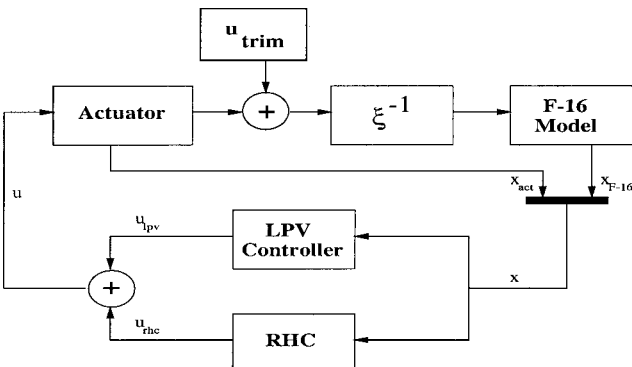 u
trim
Actuator
+
ξ-1
F-16
Model
x
act
x
F-16
u
u
lpv
LPV
Controller
x
+
u
rhc
RHC